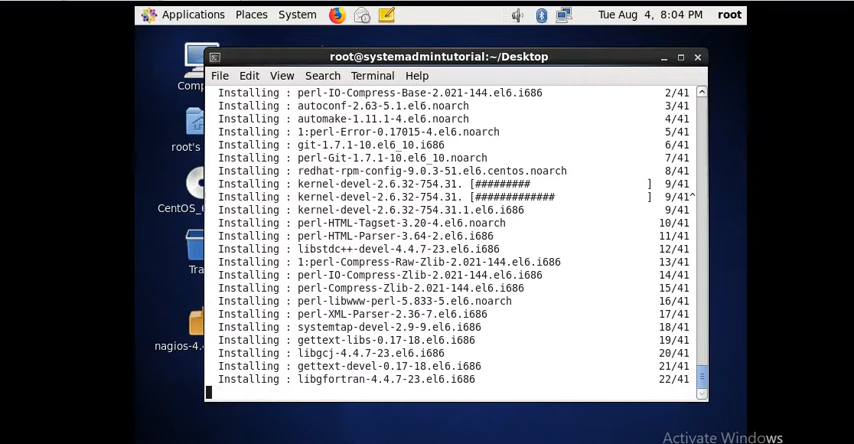 Applications Places System Tue Aug 4, 8:04 PM root
root@systemadmintutorial:~/Desktop
File Edit View Search Terminal Help
Comp
root's
CentOS_6
Tra
nagios-4.
Installing : perl-IO-Compress-Base-2.021-144.el6.i686 2/41
Installing : autoconf-2.63-5.1.el6.noarch 3/41
Installing : automake-1.11.1-4.el6.noarch 4/41
Installing : 1:perl-Error-0.17015-4.el6.noarch 5/41
Installing : git-1.7.1-10.el6_10.i686 6/41
Installing : perl-Git-1.7.1-10.el6_10.noarch 7/41
Installing : redhat-rpm-config-9.0.3-51.el6.centos.noarch 8/41
Installing : kernel-devel-2.6.32-754.31. [######### ] 9/41
Installing : kernel-devel-2.6.32-754.31. [############# ] 9/41^
Installing : kernel-devel-2.6.32-754.31.1.el6.i686 9/41
Installing : perl-HTML-Tagset-3.20-4.el6.noarch 10/41
Installing : perl-HTML-Parser-3.64-2.el6.i686 11/41
Installing : libstdc++-devel-4.4.7-23.el6.i686 12/41
Installing : 1:perl-Compress-Raw-Zlib-2.021-144.el6.i686 13/41
Installing : perl-IO-Compress-Zlib-2.021-144.el6.i686 14/41
Installing : perl-Compress-Zlib-2.021-144.el6.i686 15/41
Installing : perl-libwww-perl-5.833-5.el6.noarch 16/41
Installing : perl-XML-Parser-2.36-7.el6.i686 17/41
Installing : systemtap-devel-2.9-9.el6.i686 18/41
Installing : gettext-libs-0.17-18.el6.i686 19/41
Installing : libgcj-4.4.7-23.el6.i686 20/41
Installing : gettext-devel-0.17-18.el6.i686 21/41
Installing : libgfortran-4.4.7-23.el6.i686 22/41
Activate Windows